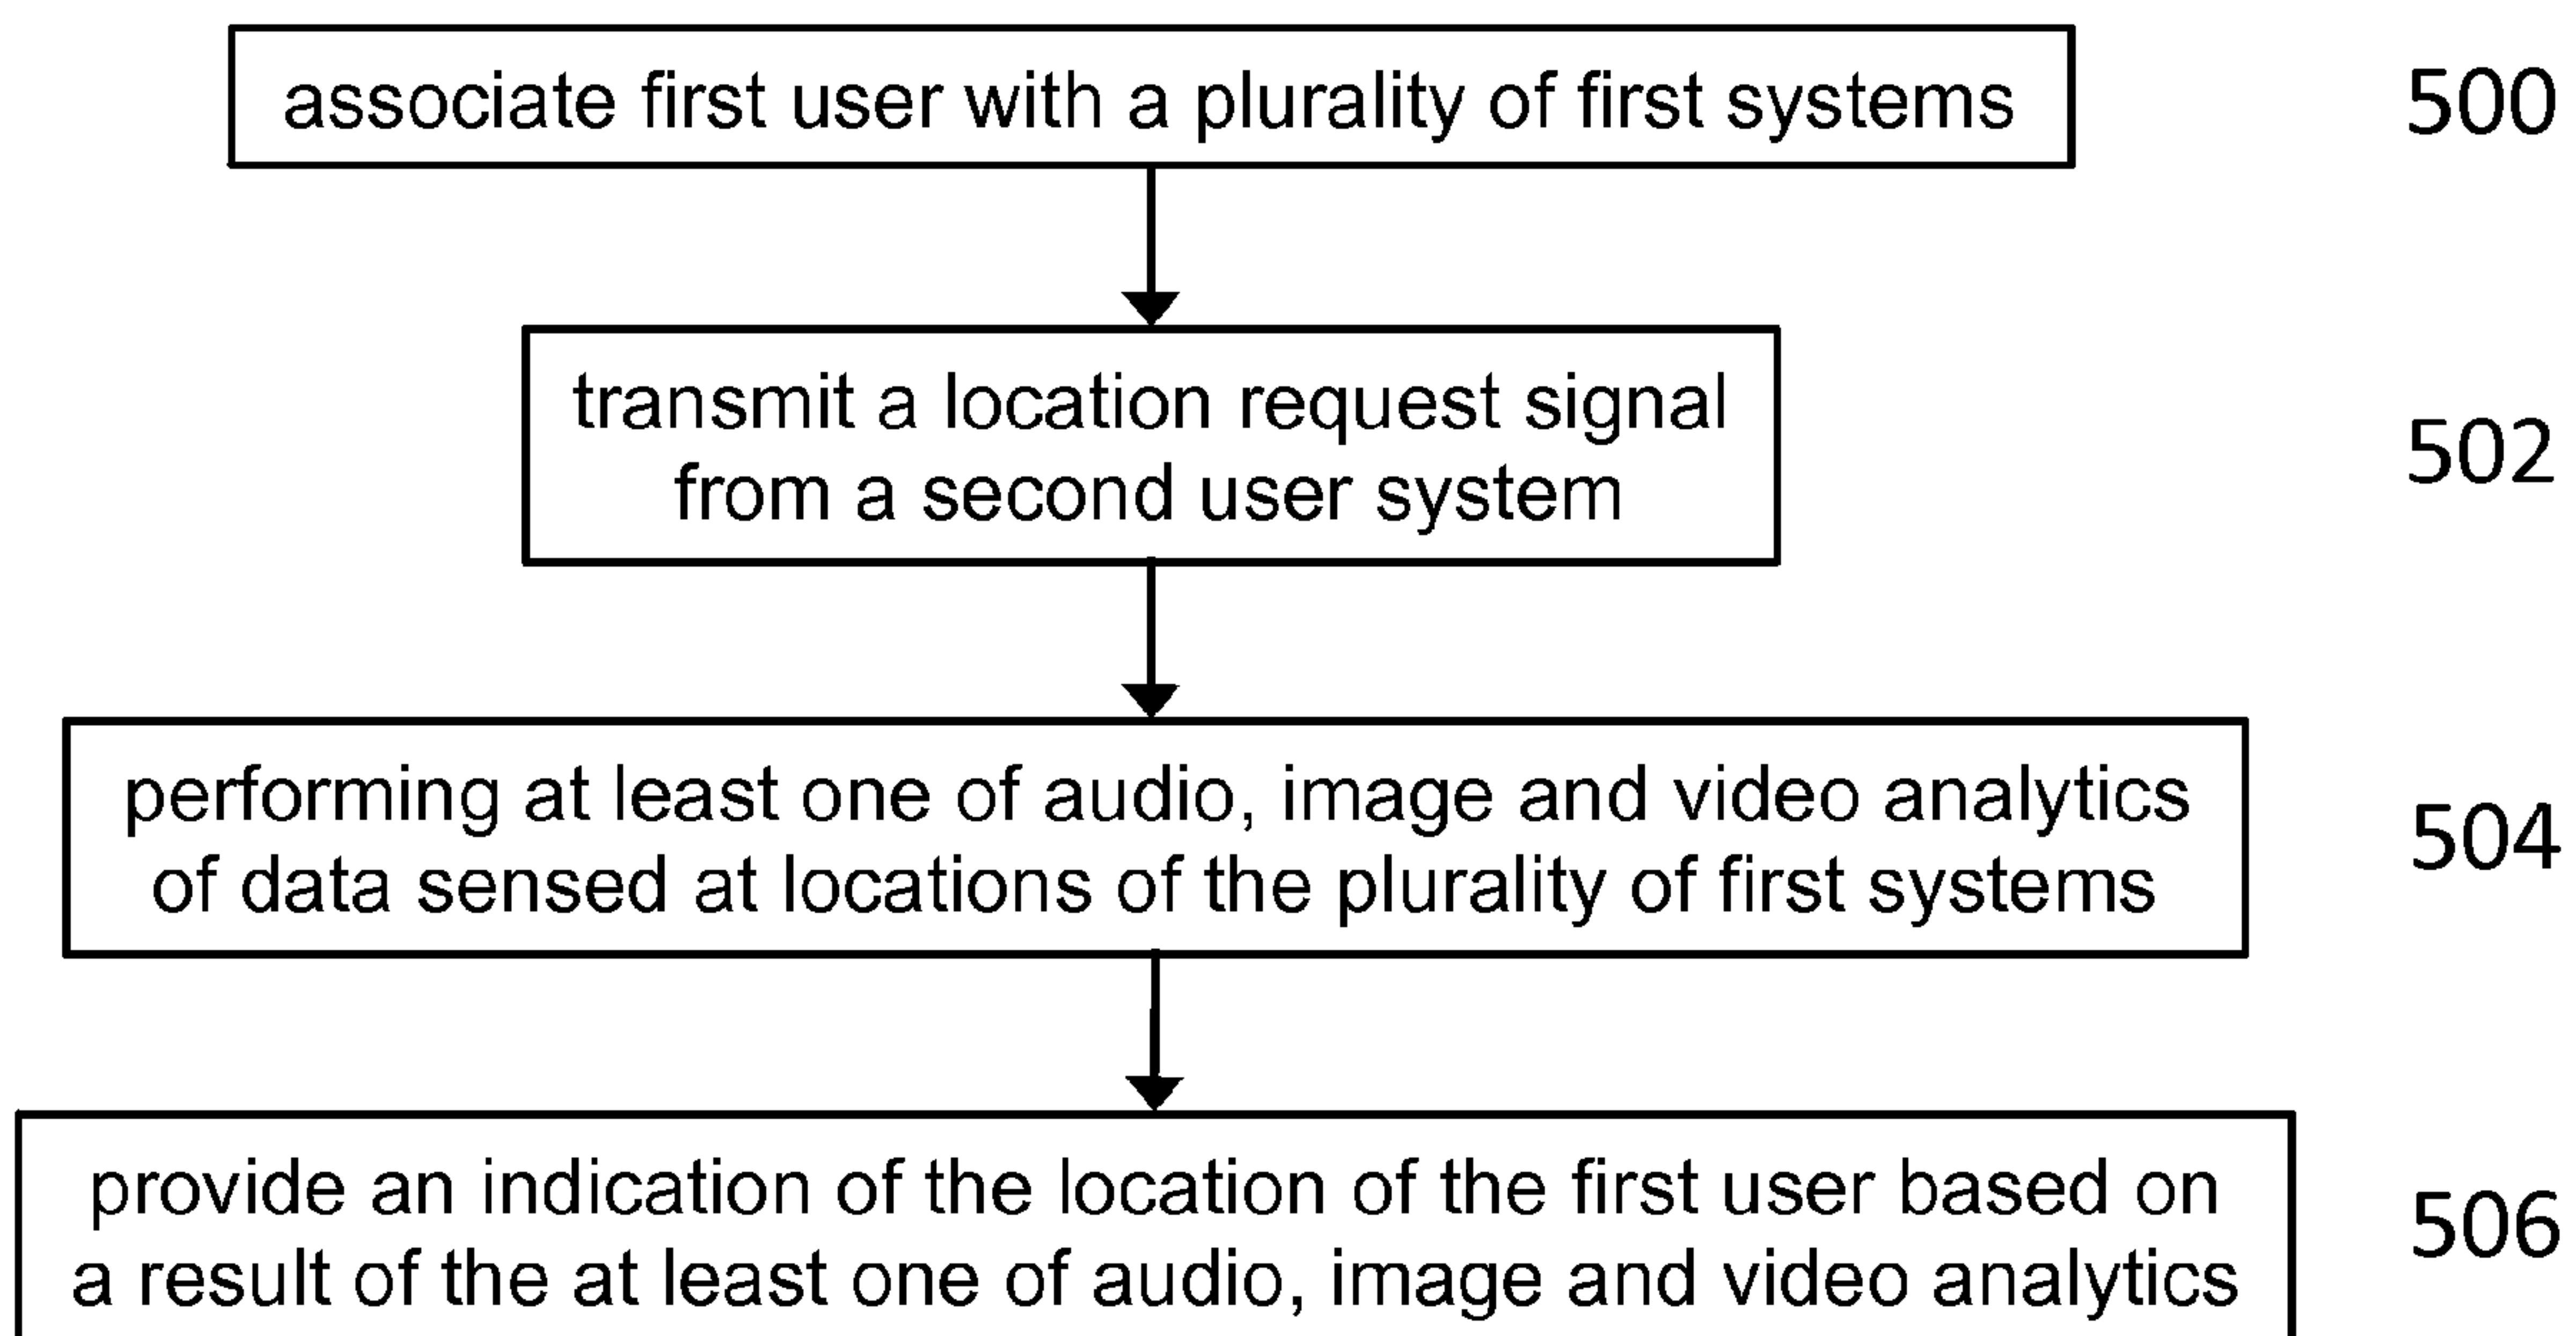 associate first user with a plurality of first systems
500
transmit a location request signal
from a second user system
502
performing at least one of audio, image and video analytics
of data sensed at locations of the plurality of first systems
504
provide an indication of the location of the first user based on
a result of the at least one of audio, image and video analytics
506